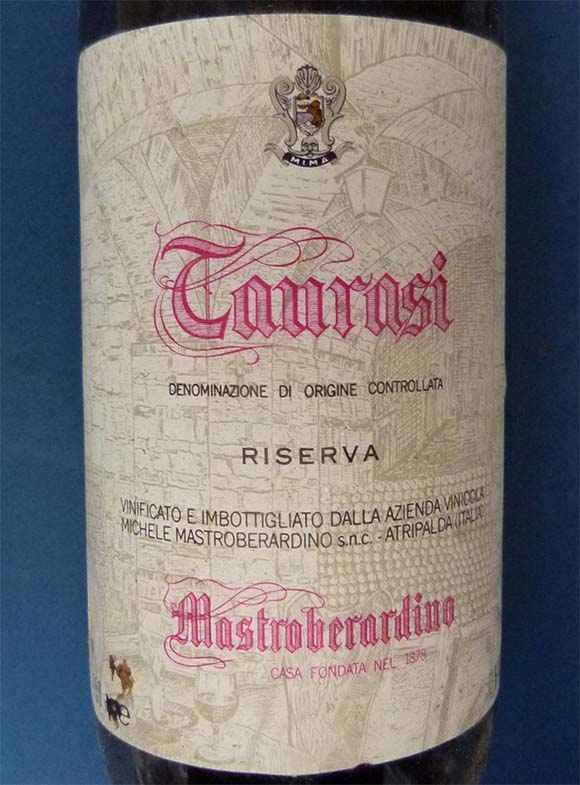 MIMA
Taurasi
DENOMINAZIONE DI ORIGINE CONTROLLATA
RISERVA
VINIFICATO E IMBOTTIGLIATO DALLA AZIENDA VINICOLA
MICHELE MASTROBERARDINO s.n.c. - ATRIPALDA (ITALIA)
Mastroberardino
CASA FONDATA NEL 1878
e